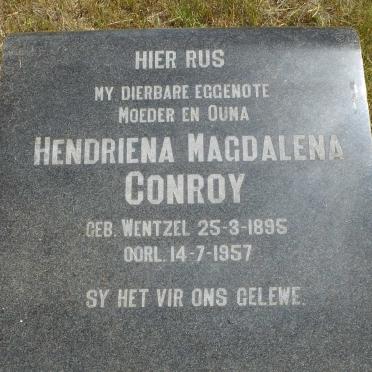 HIER RUS
MY DIERBARE EGGENOTE
MOEDER EN OUMA
HENDRIENA MAGDALENA
CONROY
GEB. WENTZEL 25-3-1895
OORL. 14-7-1957
SY HET VIR ONS GELEWE.